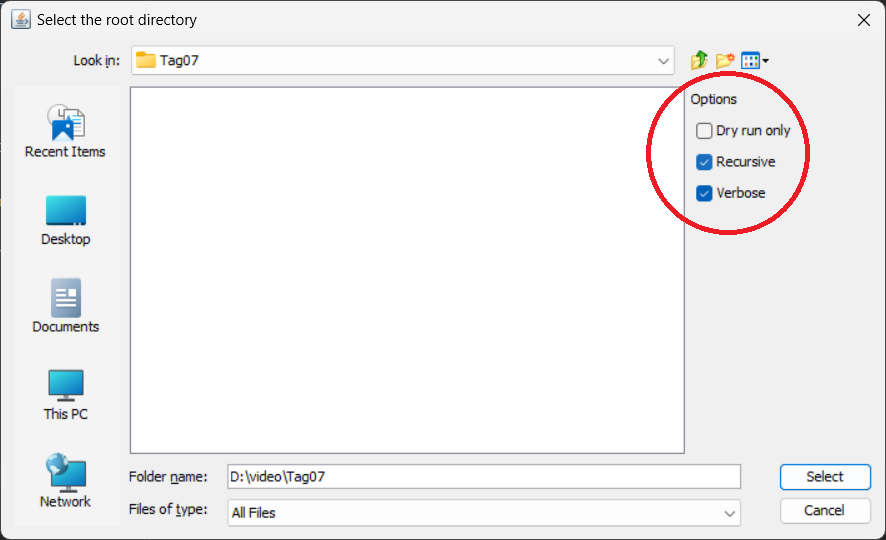 Select the root directory
Look in: Tag07
Options
Dry run only
Recursive
Verbose
Recent Items
Desktop
Documents
This PC
Network
Folder name: D:\video\Tag07
Select
Files of type: All Files
Cancel